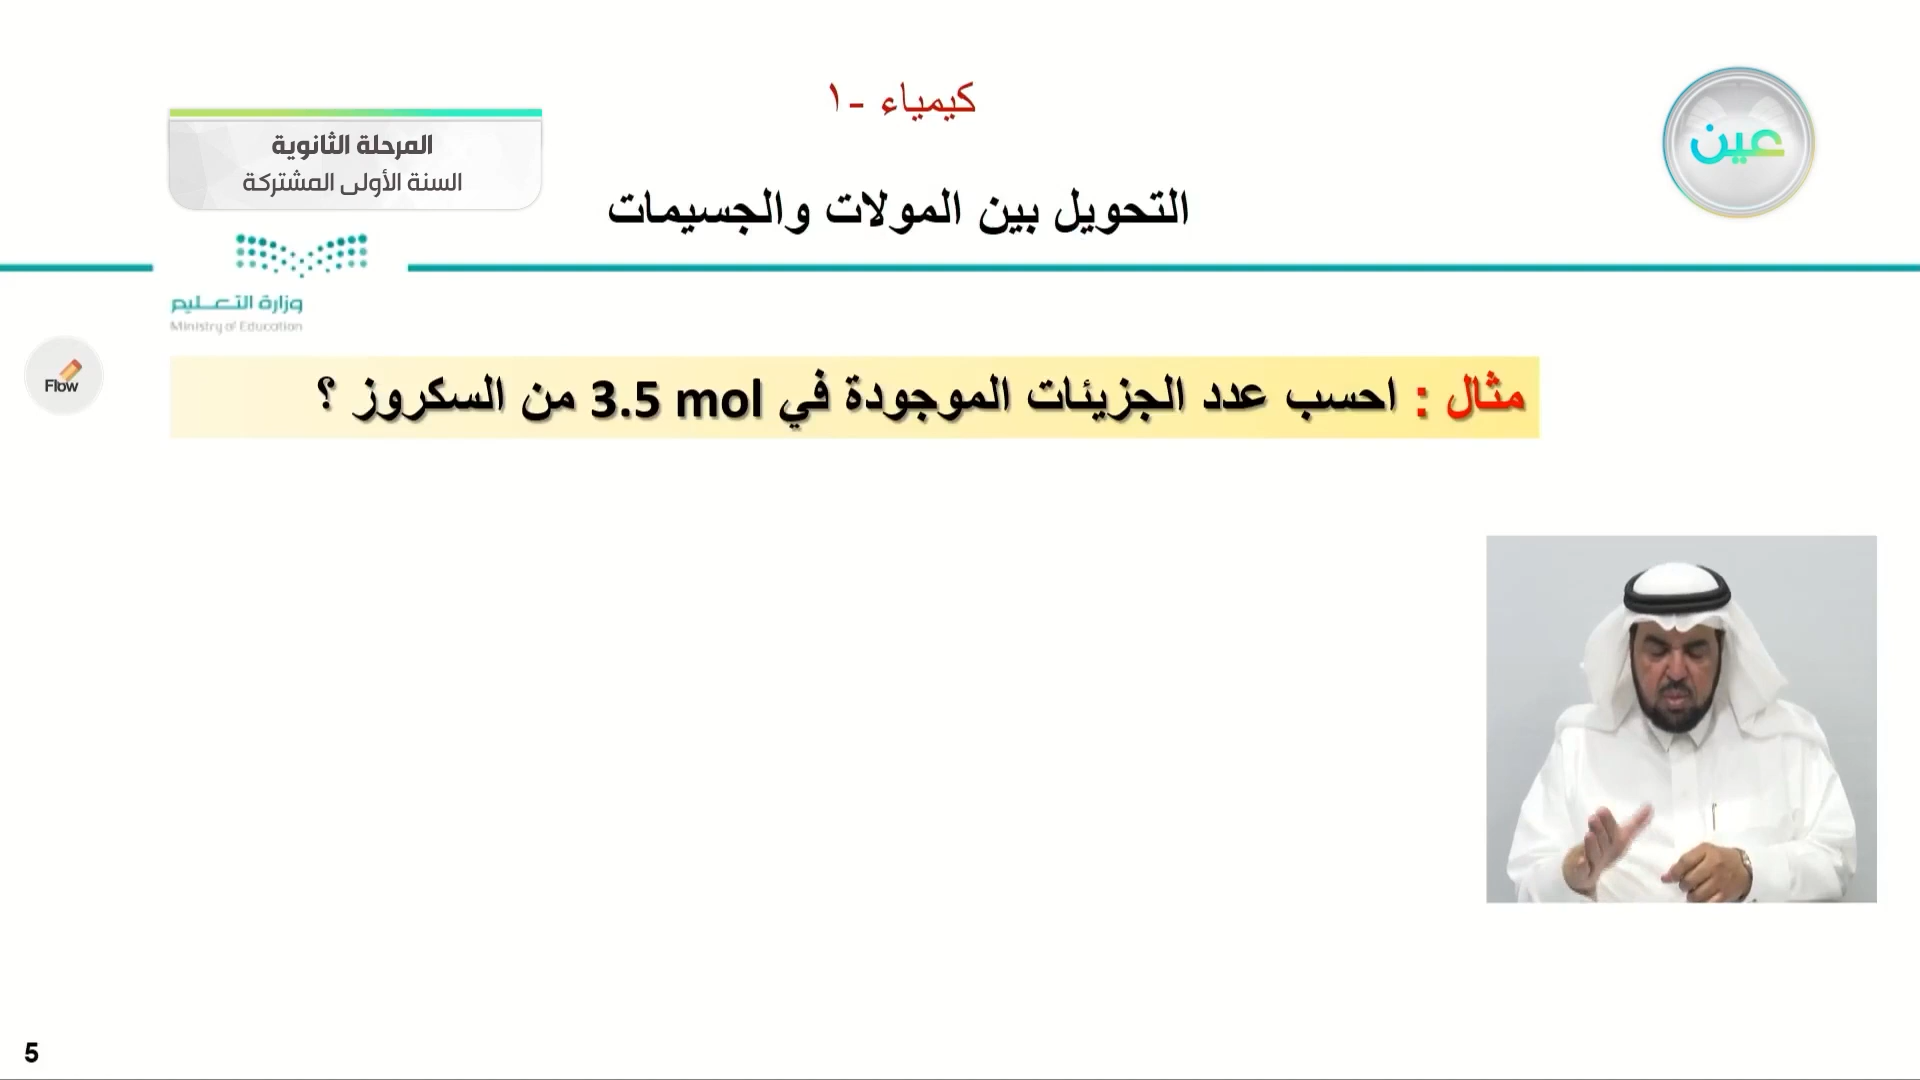 كيمياء -١
عين
المرحلة الثانوية
السنة الأولى المشتركة
التحويل بين المولات والجسيمات
وزارة التعليم
Ministry of Education
Flow
مثال : احسب عدد الجزيئات الموجودة في 3.5 mol من السكروز ؟
5